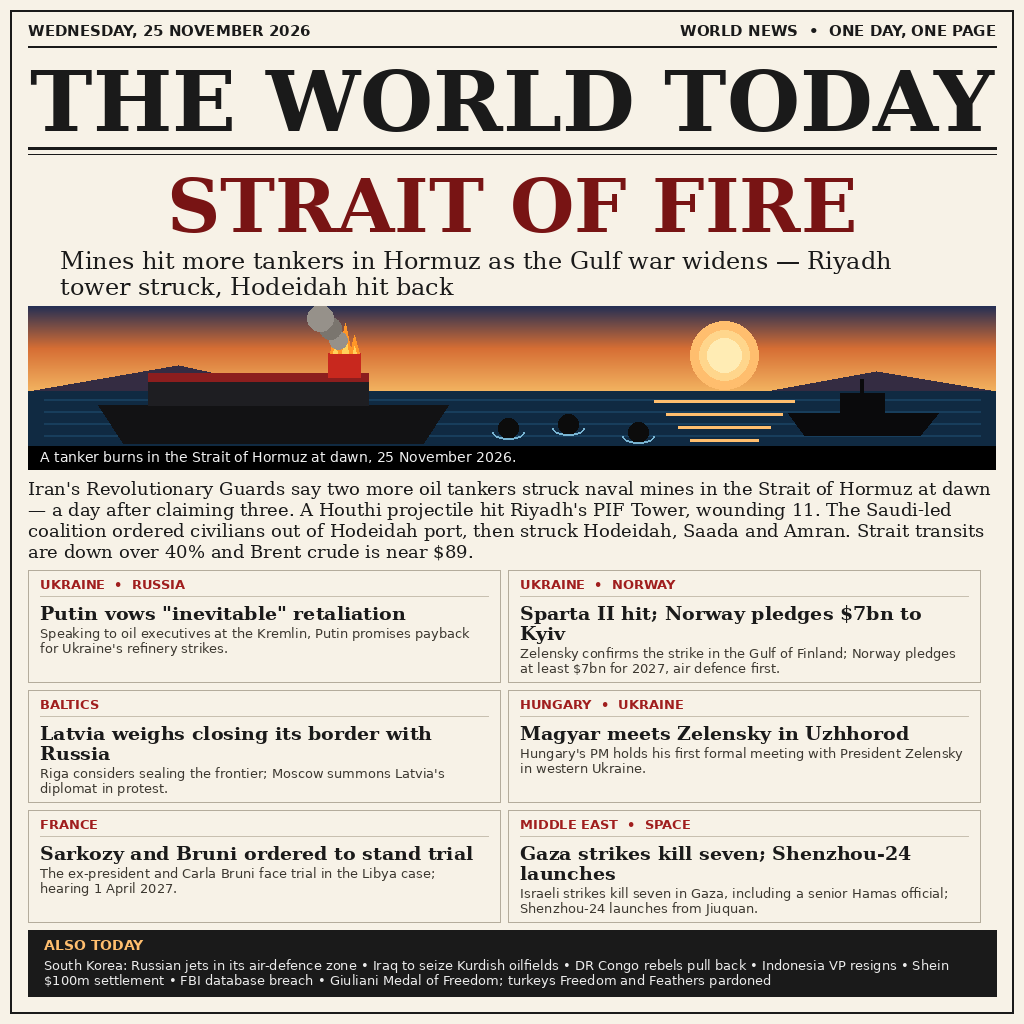 WEDNESDAY, 25 NOVEMBER 2026
WORLD NEWS • ONE DAY, ONE PAGE
THE WORLD TODAY
STRAIT OF FIRE
Mines hit more tankers in Hormuz as the Gulf war widens — Riyadh
tower struck, Hodeidah hit back
A tanker burns in the Strait of Hormuz at dawn, 25 November 2026.
Iran's Revolutionary Guards say two more oil tankers struck naval mines in the Strait of Hormuz at dawn
— a day after claiming three. A Houthi projectile hit Riyadh's PIF Tower, wounding 11. The Saudi-led
coalition ordered civilians out of Hodeidah port, then struck Hodeidah, Saada and Amran. Strait transits
are down over 40% and Brent crude is near $89.
UKRAINE • RUSSIA
Putin vows "inevitable" retaliation
Speaking to oil executives at the Kremlin, Putin promises payback
for Ukraine's refinery strikes.
UKRAINE • NORWAY
Sparta II hit; Norway pledges $7bn to
Kyiv
Zelensky confirms the strike in the Gulf of Finland; Norway pledges
at least $7bn for 2027, air defence first.
BALTICS
Latvia weighs closing its border with
Russia
Riga considers sealing the frontier; Moscow summons Latvia's
diplomat in protest.
HUNGARY • UKRAINE
Magyar meets Zelensky in Uzhhorod
Hungary's PM holds his first formal meeting with President Zelensky
in western Ukraine.
FRANCE
Sarkozy and Bruni ordered to stand trial
The ex-president and Carla Bruni face trial in the Libya case;
hearing 1 April 2027.
MIDDLE EAST • SPACE
Gaza strikes kill seven; Shenzhou-24
launches
Israeli strikes kill seven in Gaza, including a senior Hamas official;
Shenzhou-24 launches from Jiuquan.
ALSO TODAY
South Korea: Russian jets in its air-defence zone • Iraq to seize Kurdish oilfields • DR Congo rebels pull back • Indonesia VP resigns • Shein
$100m settlement • FBI database breach • Giuliani Medal of Freedom; turkeys Freedom and Feathers pardoned